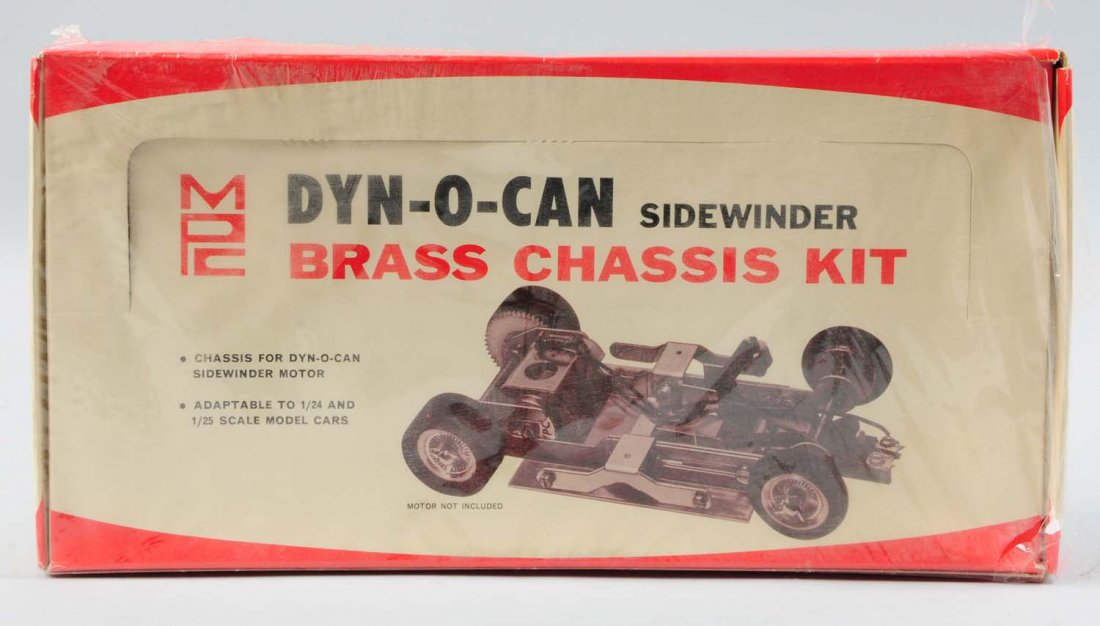 MPC
DYN-O-CAN SIDEWINDER
BRASS CHASSIS KIT
• CHASSIS FOR DYN-O-CAN
SIDEWINDER MOTOR
• ADAPTABLE TO 1/24 AND
1/25 SCALE MODEL CARS
MOTOR NOT INCLUDED